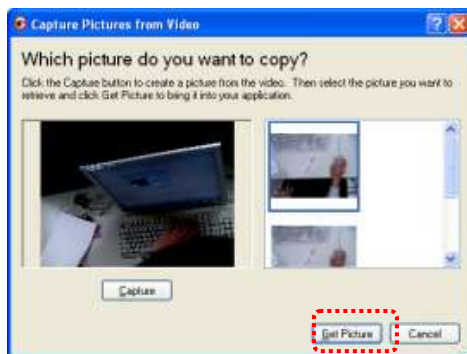 Capture Pictures from Video
Which picture do you want to copy?
Click the Capture button to create a picture from the video. Then select the picture you want to
retrieve and click Get Picture to bring it into your application.
Capture
Get Picture
Cancel